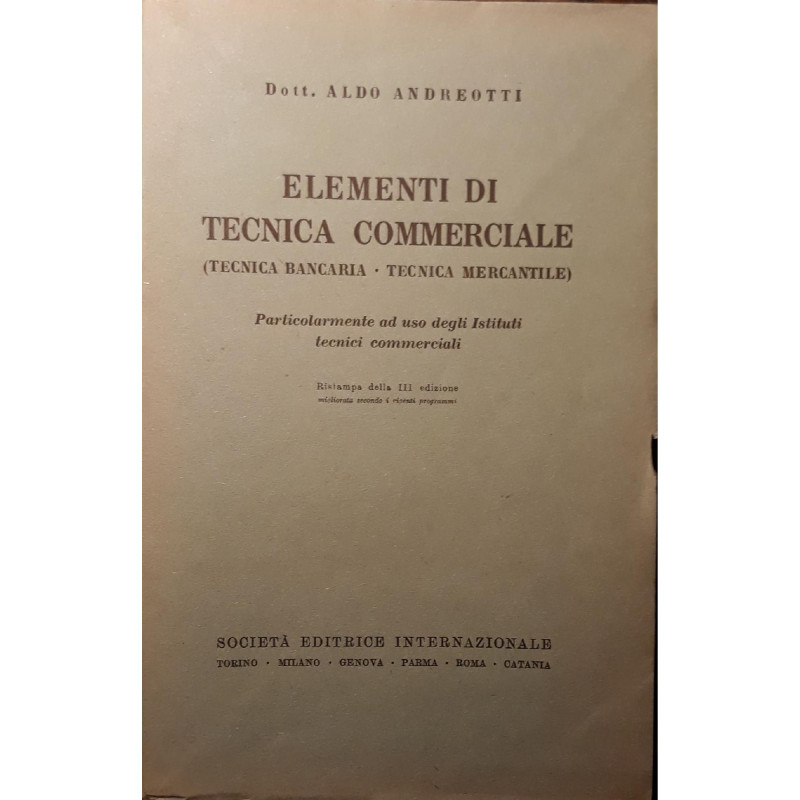 Dott. ALDO ANDREOTTI
ELEMENTI DI
TECNICA COMMERCIALE
(TECNICA BANCARIA · TECNICA MERCANTILE)
Particolarmente ad uso degli Istituti
tecnici commerciali
Ristampa della III edizione
migliorata secondo i recenti programmi
SOCIETÀ EDITRICE INTERNAZIONALE
TORINO · MILANO · GENOVA · PARMA · ROMA · CATANIA